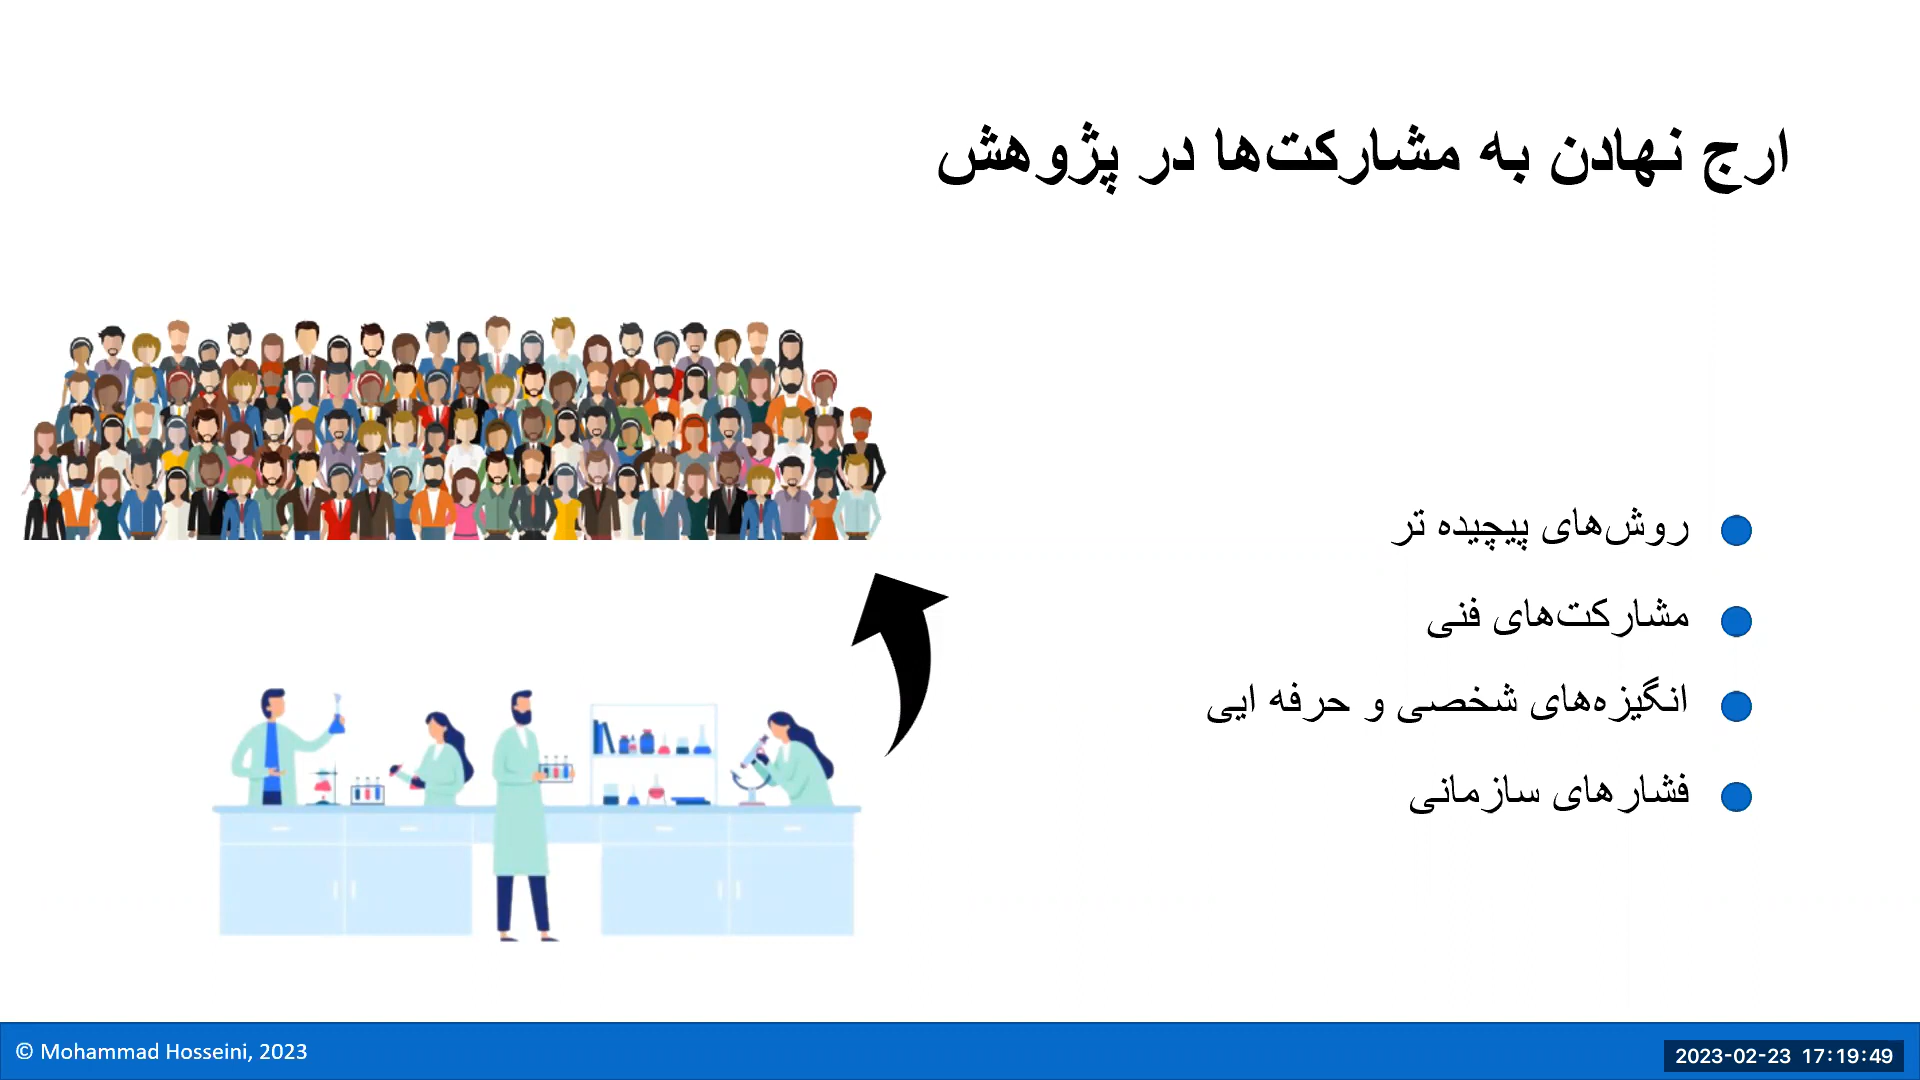 ارج نهادن به مشارکت‌ها در پژوهش
روش‌های پیچیده تر
مشارکت‌های فنی
انگیزه‌های شخصی و حرفه ایی
فشارهای سازمانی
© Mohammad Hosseini, 2023
2023-02-23 17:19:49